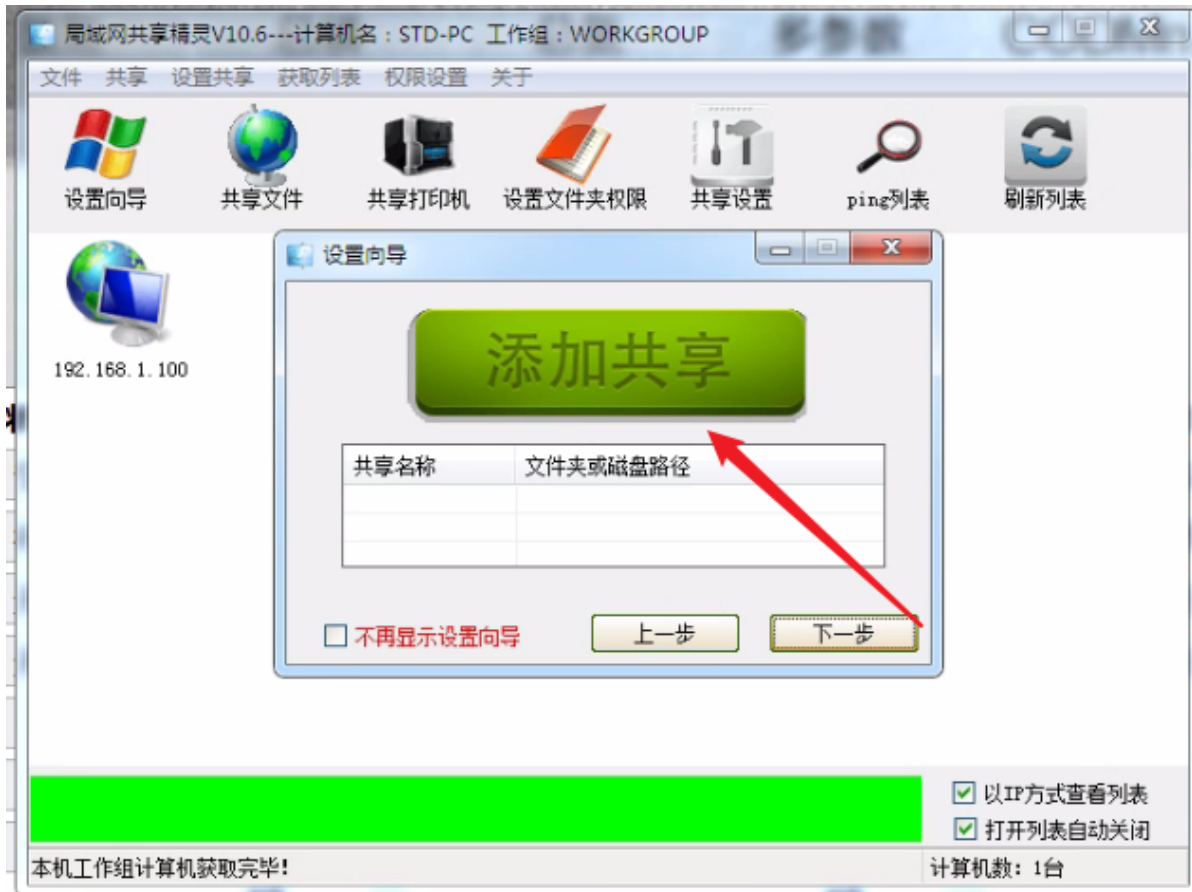 局域网共享精灵V10.6---计算机名：STD-PC 工作组：WORKGROUP
文件 共享 设置共享 获取列表 权限设置 关于
设置向导 共享文件 共享打印机 设置文件夹权限 共享设置 ping列表 刷新列表
设置向导
192.168.1.100
添加共享
共享名称 文件夹或磁盘路径
不再显示设置向导 上一步 下一步
以IP方式查看列表
打开列表自动关闭
本机工作组计算机获取完毕! 计算机数: 1台